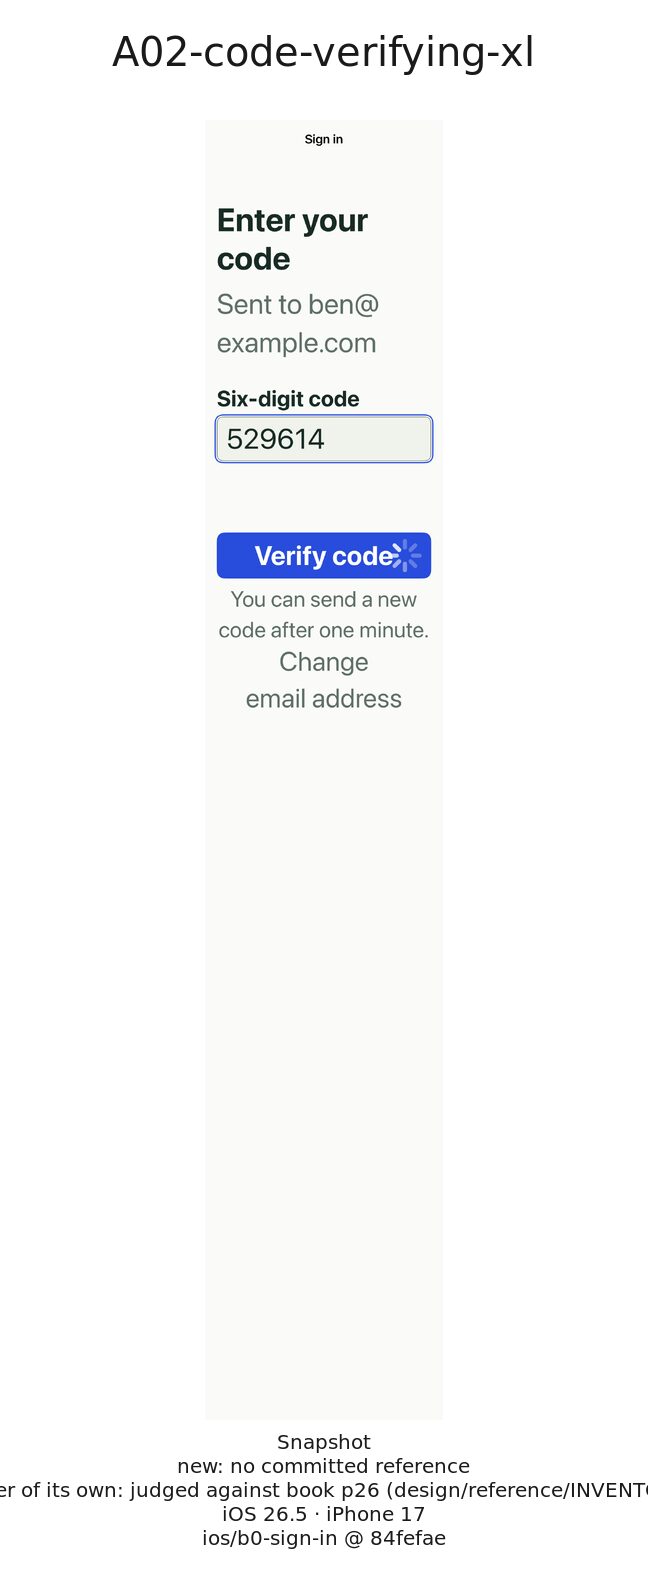 A02-code-verifying-xl
Sign in
Enter your
code
Sent to ben@
example.com
Six-digit code
529614
Verify code
You can send a new
code after one minute.
Change
email address
Snapshot
new: no committed reference
er of its own: judged against book p26 (design/reference/INVENTO
iOS 26.5 · iPhone 17
ios/b0-sign-in @ 84fefae